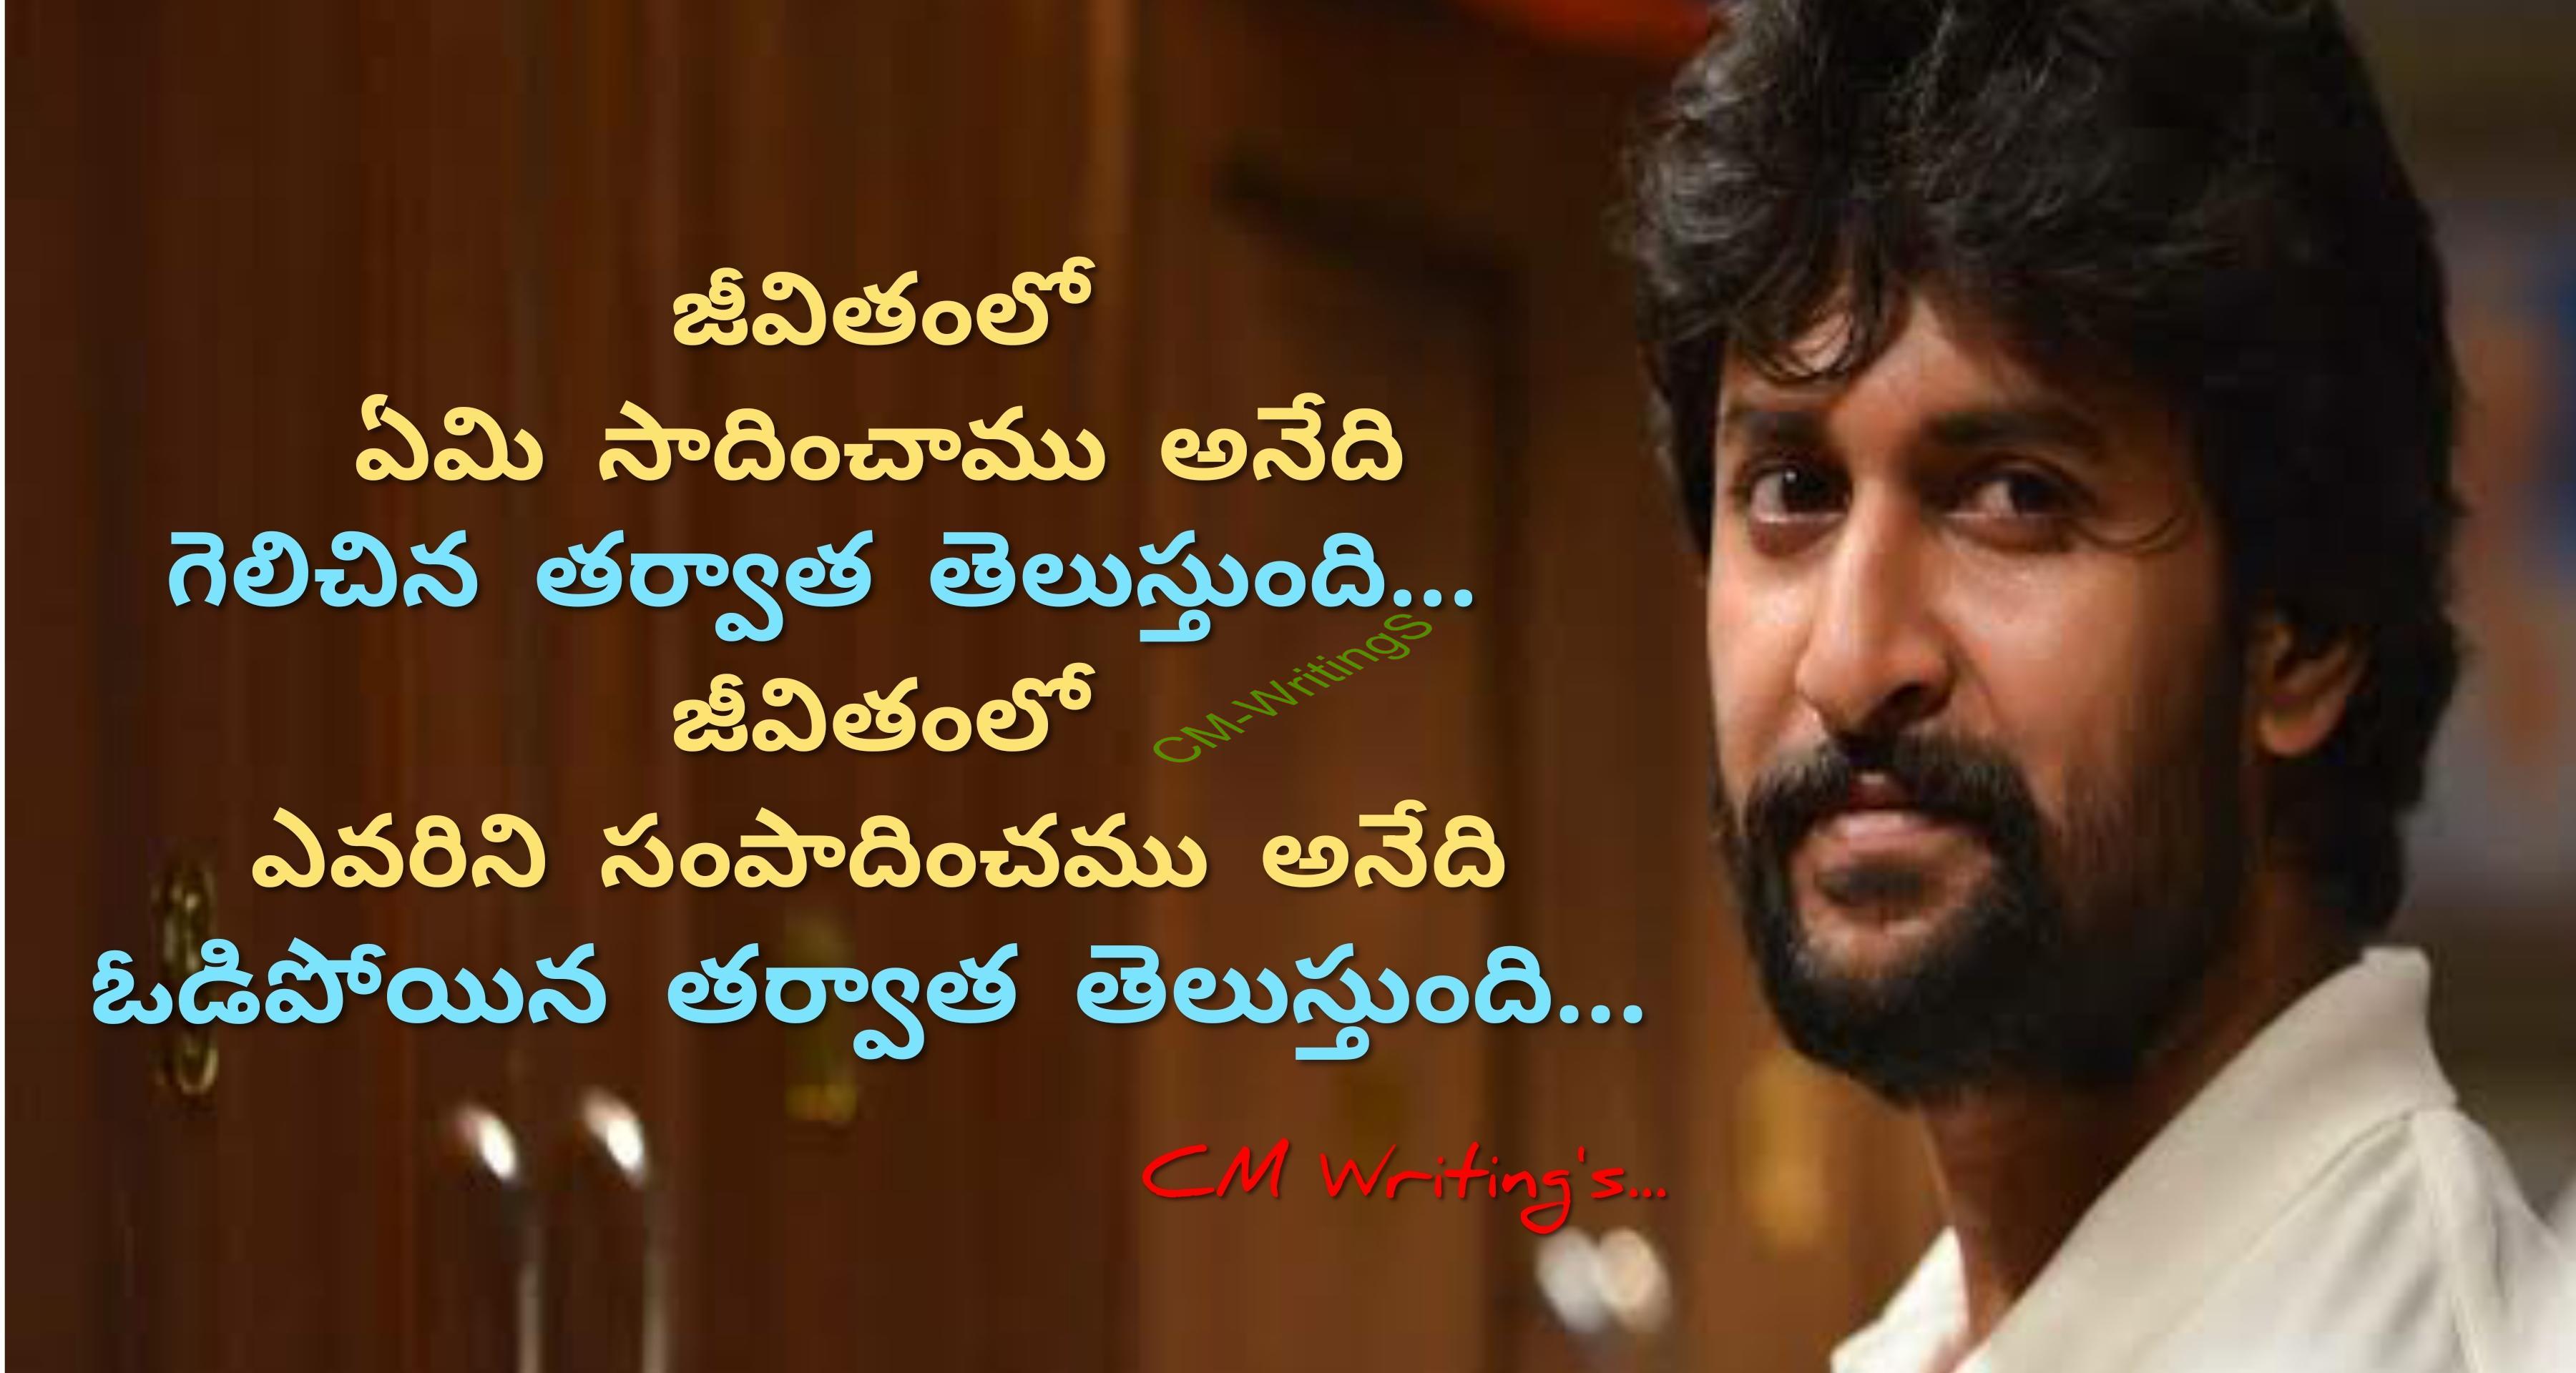 జీవితంలో
ఏమి సాదించాము అనేది
గెలిచిన తర్వాత తెలుస్తుంది...
CM-WritingS
జీవితంలో
ఎవరిని సంపాదించము అనేది
ఓడిపోయిన తర్వాత తెలుస్తుంది...
CM Writing's...